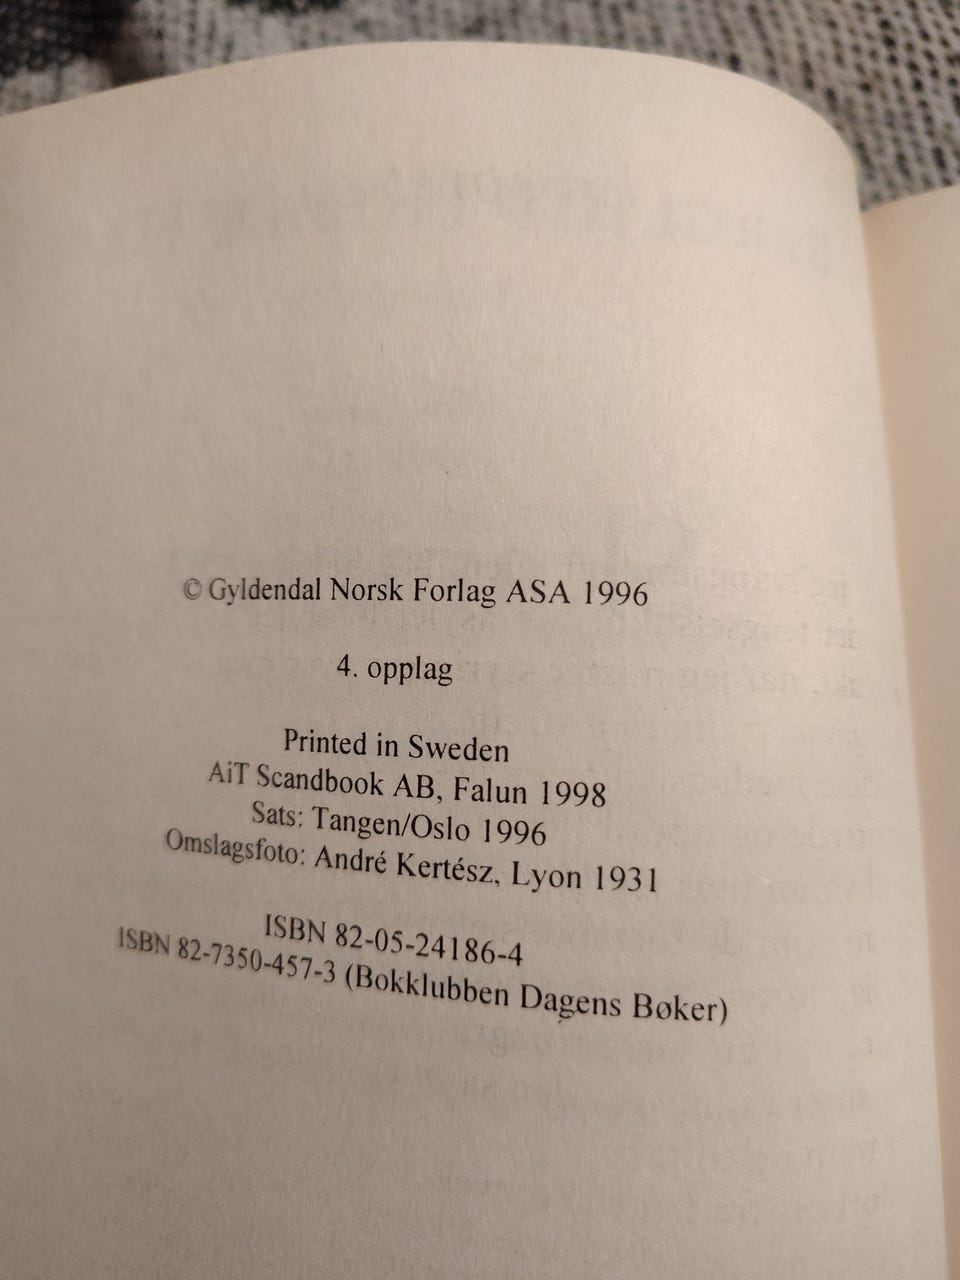 © Gyldendal Norsk Forlag ASA 1996
4. opplag
Printed in Sweden
AiT Scandbook AB, Falun 1998
Sats: Tangen/Oslo 1996
Omslagsfoto: André Kertész, Lyon 1931
ISBN 82-05-24186-4
ISBN 82-7350-457-3 (Bokklubben Dagens Bøker)